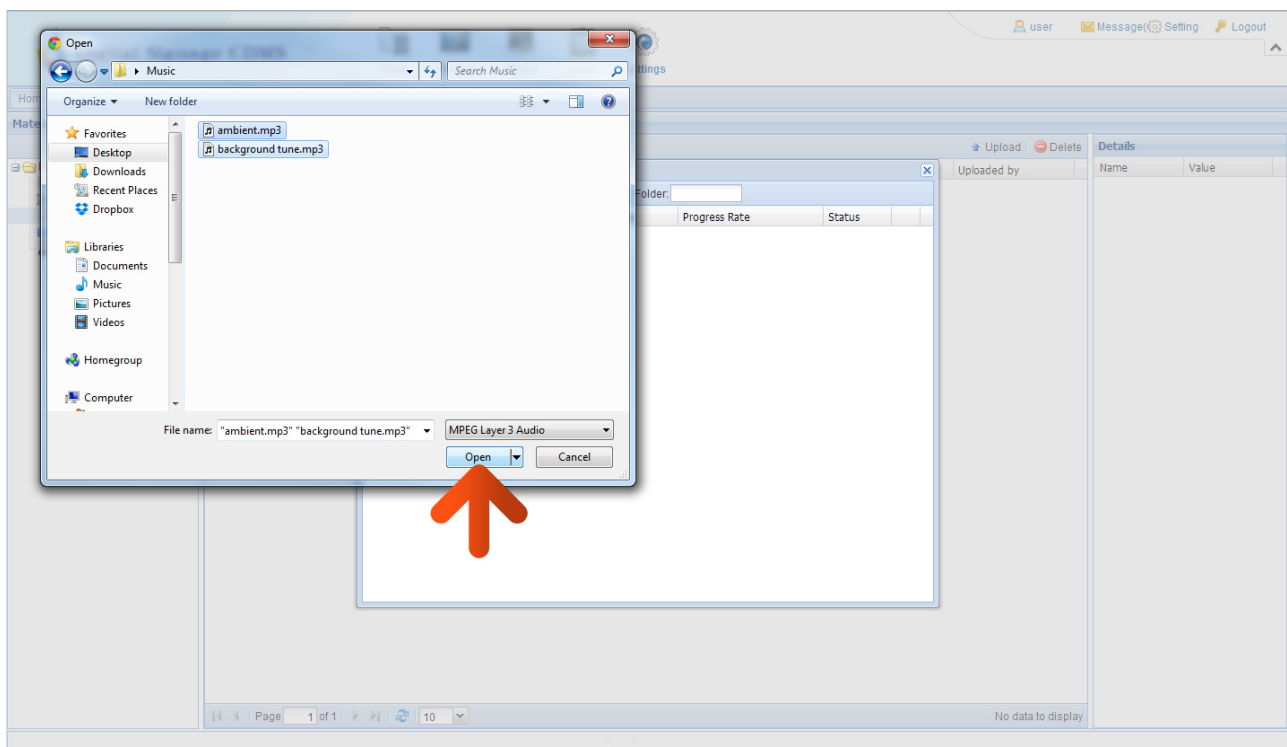 Open
user
Message(
Setting
Logout
Music
Search Music
ttings
Organize
New folder
Hom
Mate
Favorites
Desktop
Downloads
Recent Places
Dropbox
Libraries
Documents
Music
Pictures
Videos
Homegroup
Computer
ambient.mp3
background tune.mp3
File name: "ambient.mp3" "background tune.mp3"
MPEG Layer 3 Audio
Open
Cancel
Upload
Delete
Details
Uploaded by
Name
Value
Folder:
Progress Rate
Status
Page 1 of 1
10
No data to display